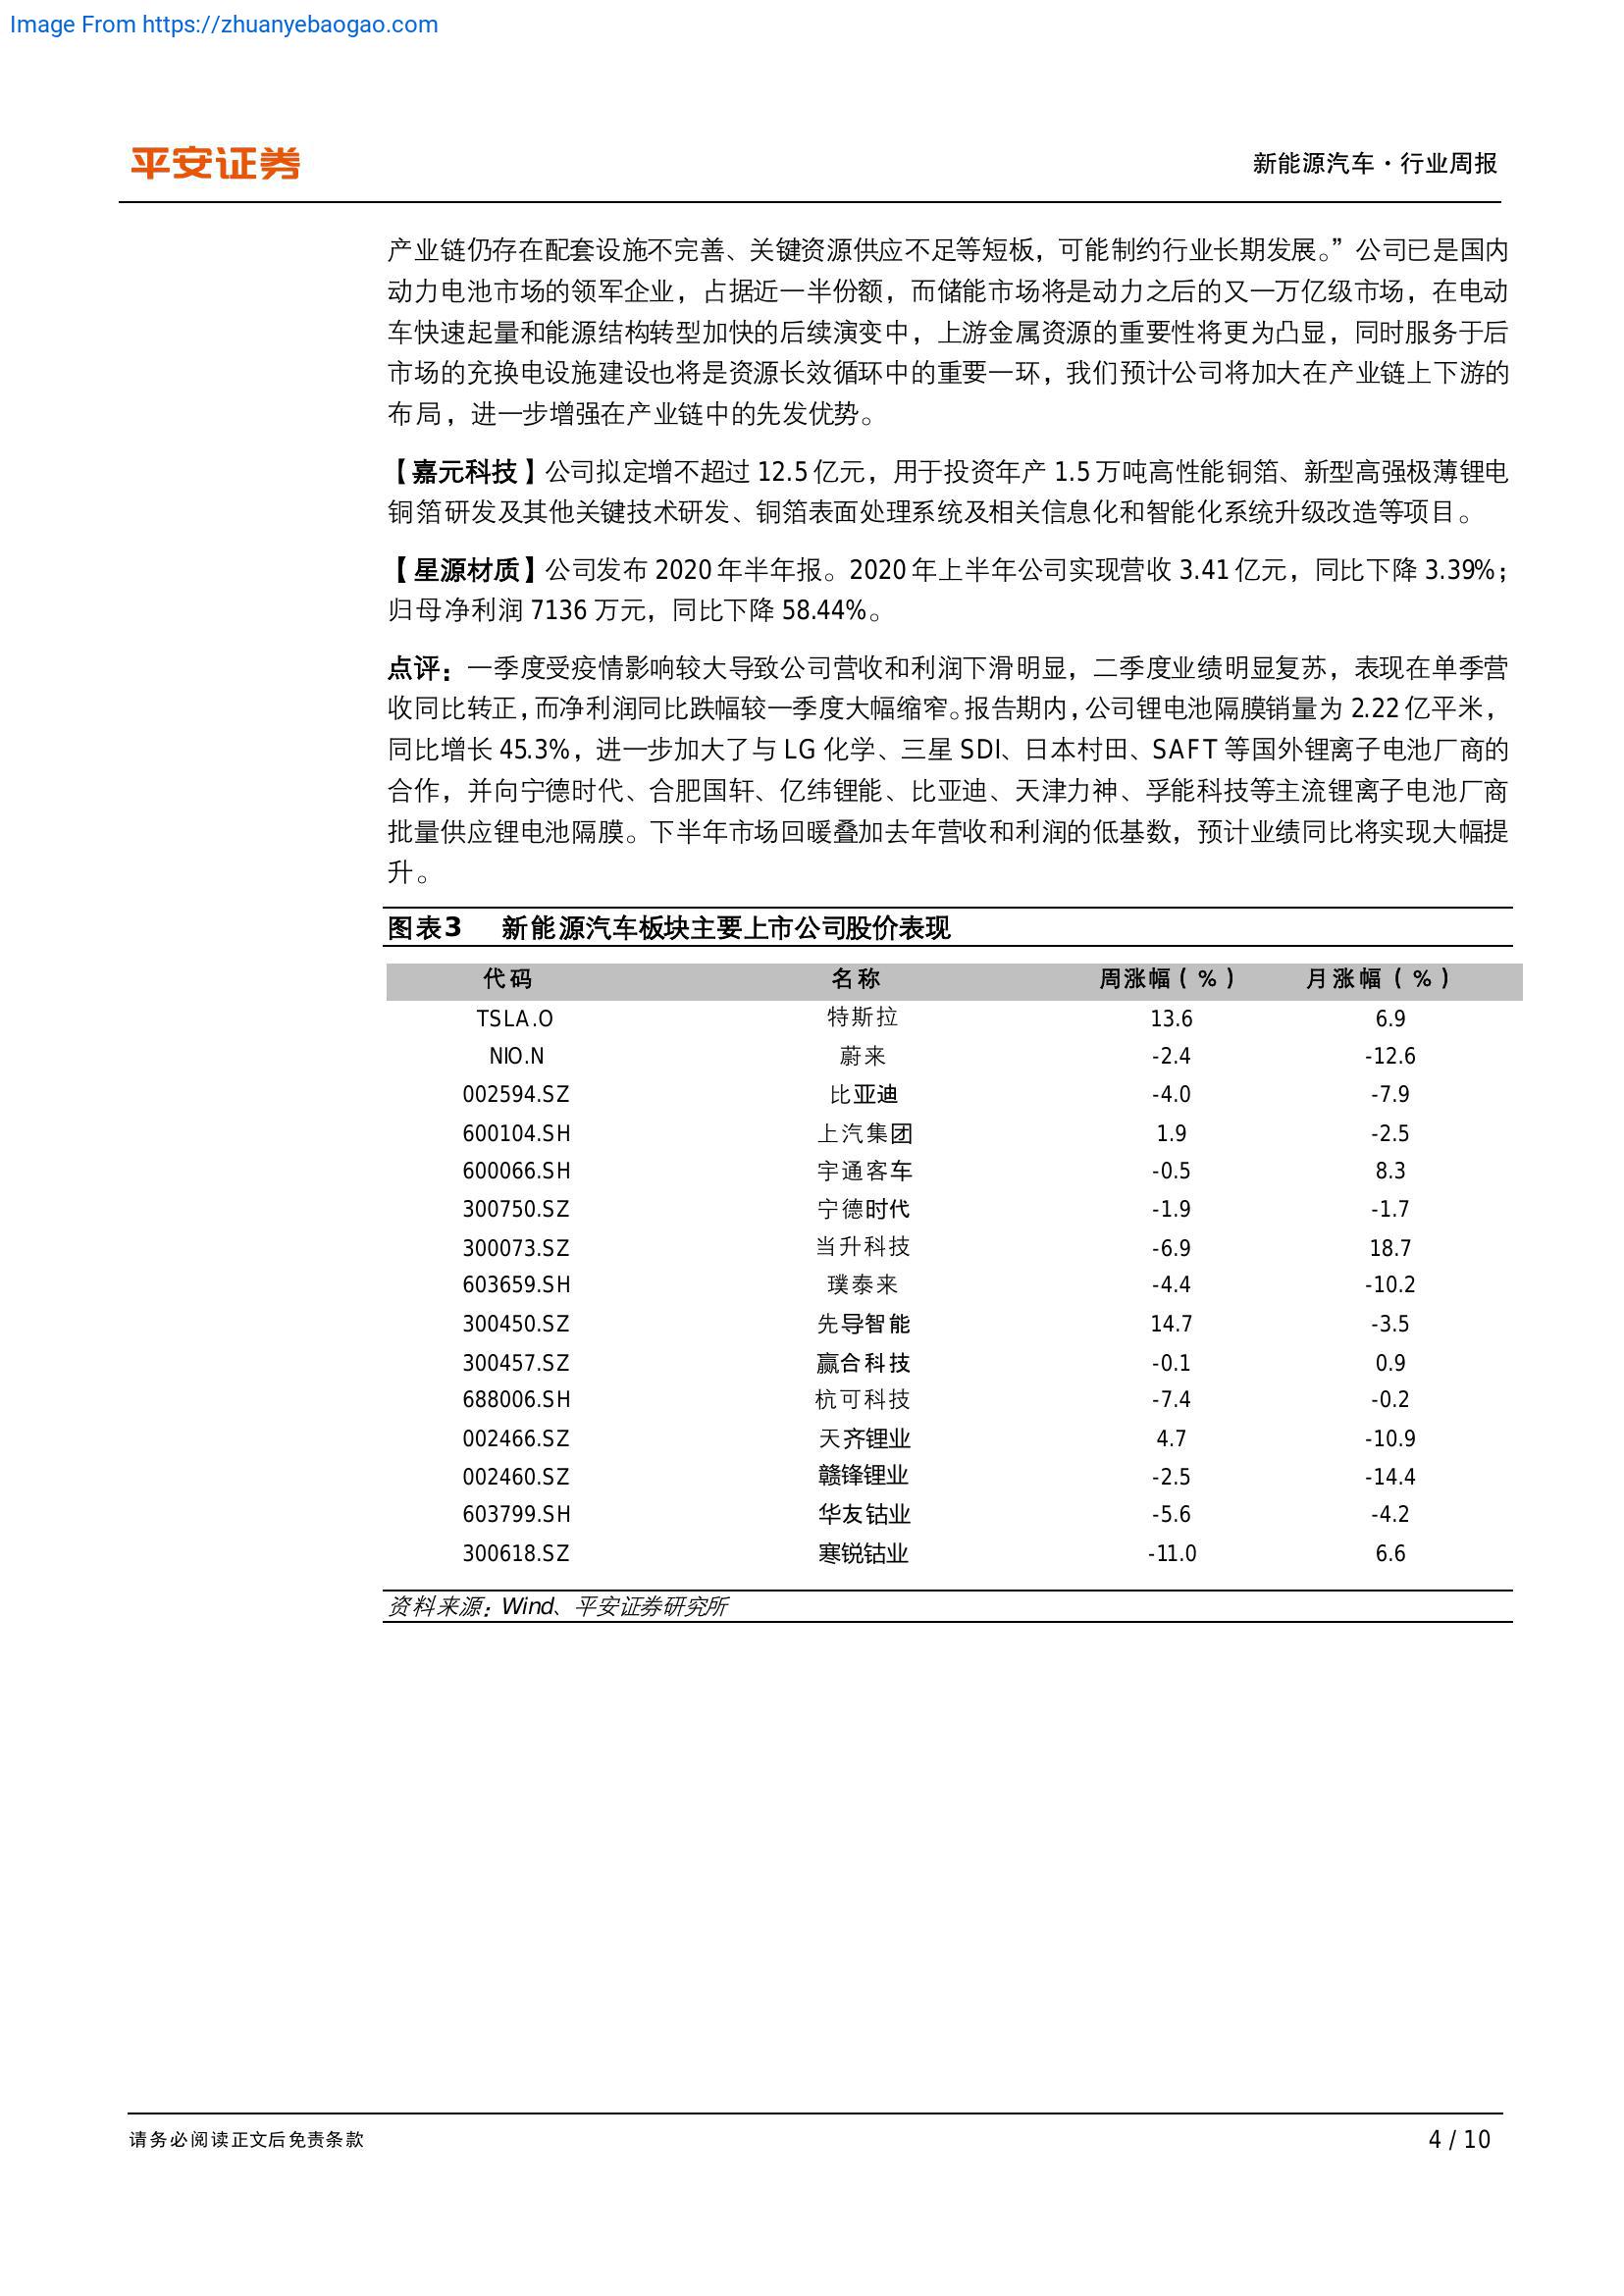 Image From https://zhuanyebaogao.com
平安证券
新能源汽车·行业周报
产业链仍存在配套设施不完善、关键资源供应不足等短板，可能制约行业长期发展。”公司已是国内
动力电池市场的领军企业，占据近一半份额，而储能市场将是动力之后的又一万亿级市场，在电动
车快速起量和能源结构转型加快的后续演变中，上游金属资源的重要性将更为凸显，同时服务于后
市场的充换电设施建设也将是资源长效循环中的重要一环，我们预计公司将加大在产业链上下游的
布局，进一步增强在产业链中的先发优势。
【嘉元科技】公司拟定增不超过 12.5 亿元，用于投资年产 1.5 万吨高性能铜箔、新型高强极薄锂电
铜箔研发及其他关键技术研发、铜箔表面处理系统及相关信息化和智能化系统升级改造等项目。
【星源材质】公司发布 2020 年半年报。2020 年上半年公司实现营收 3.41 亿元，同比下降 3.39%；
归母净利润 7136 万元，同比下降 58.44%。
点评：一季度受疫情影响较大导致公司营收和利润下滑明显，二季度业绩明显复苏，表现在单季营
收同比转正，而净利润同比跌幅较一季度大幅缩窄。报告期内，公司锂电池隔膜销量为 2.22 亿平米，
同比增长 45.3%，进一步加大了与 LG 化学、三星 SDI、日本村田、SAFT 等国外锂离子电池厂商的
合作，并向宁德时代、合肥国轩、亿纬锂能、比亚迪、天津力神、孚能科技等主流锂离子电池厂商
批量供应锂电池隔膜。下半年市场回暖叠加去年营收和利润的低基数，预计业绩同比将实现大幅提
升。
图表3 新能源汽车板块主要上市公司股价表现
代码 名称 周涨幅（%） 月涨幅（%）
TSLA.O 特斯拉 13.6 6.9
NIO.N 蔚来 -2.4 -12.6
002594.SZ 比亚迪 -4.0 -7.9
600104.SH 上汽集团 1.9 -2.5
600066.SH 宇通客车 -0.5 8.3
300750.SZ 宁德时代 -1.9 -1.7
300073.SZ 当升科技 -6.9 18.7
603659.SH 璞泰来 -4.4 -10.2
300450.SZ 先导智能 14.7 -3.5
300457.SZ 赢合科技 -0.1 0.9
688006.SH 杭可科技 -7.4 -0.2
002466.SZ 天齐锂业 4.7 -10.9
002460.SZ 赣锋锂业 -2.5 -14.4
603799.SH 华友钴业 -5.6 -4.2
300618.SZ 寒锐钴业 -11.0 6.6
资料来源：Wind、平安证券研究所
请务必阅读正文后免责条款
4 / 10